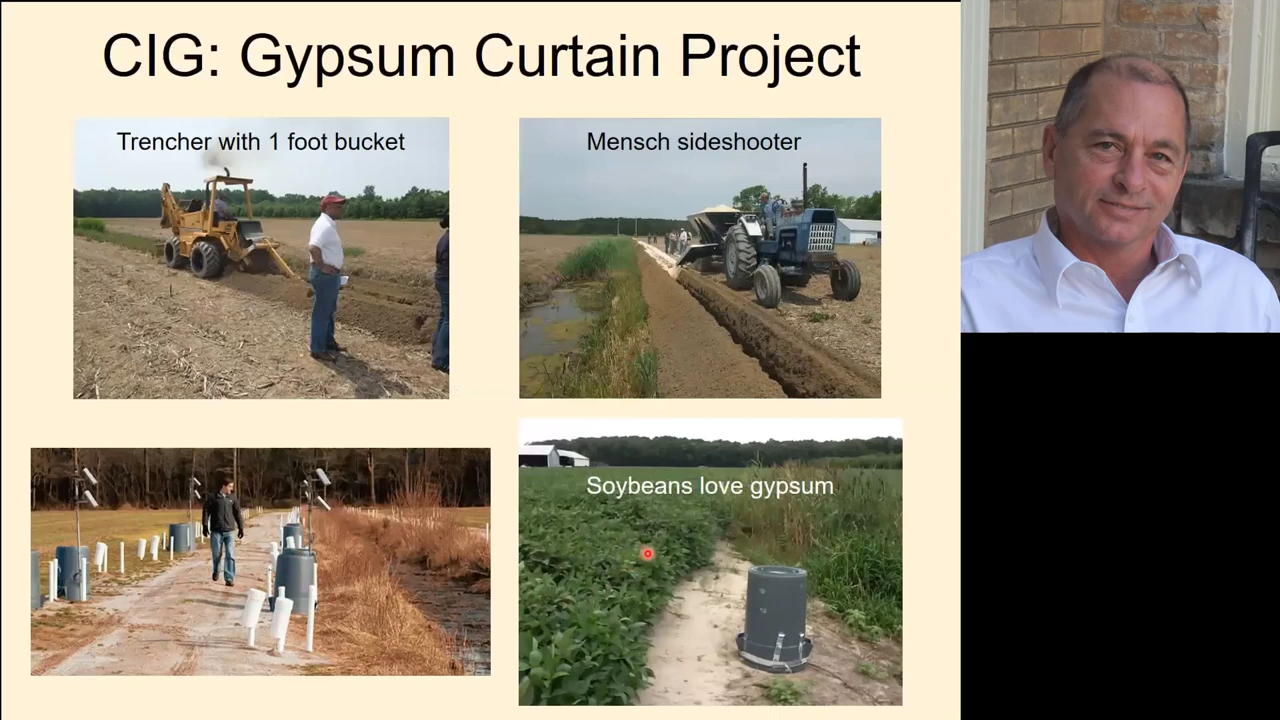 CIG: Gypsum Curtain Project
Trencher with 1 foot bucket
Mensch sideshooter
Soybeans love gypsum